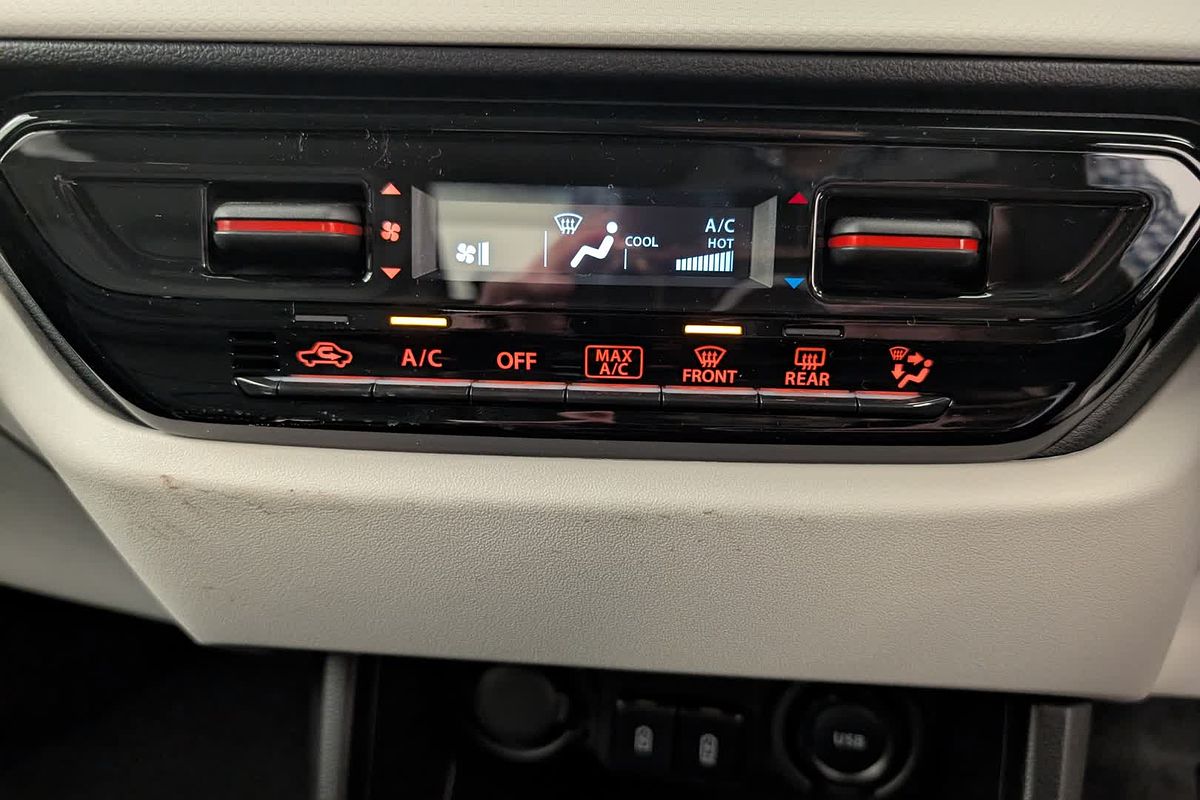 A/C
COOL
HOT
A/C
OFF
MAX
A/C
FRONT
REAR
USB